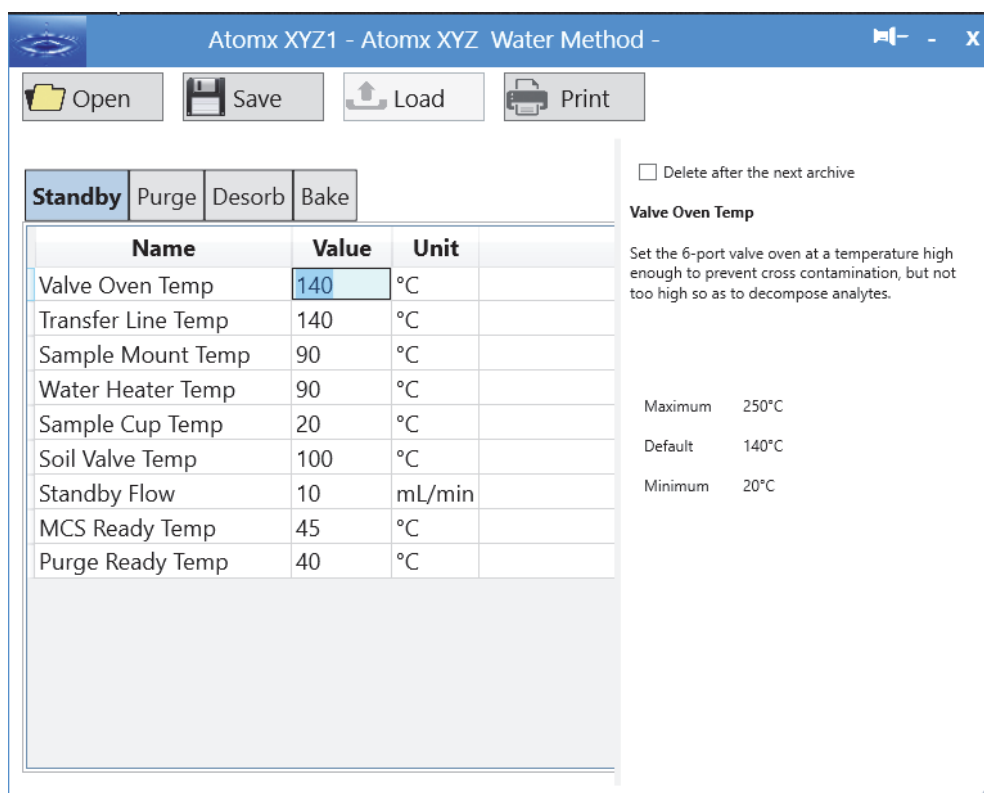 Atomx XYZ1 - Atomx XYZ Water Method -
Open Save Load Print
Standby Purge Desorb Bake
Name Value Unit
Valve Oven Temp 140 °C
Transfer Line Temp 140 °C
Sample Mount Temp 90 °C
Water Heater Temp 90 °C
Sample Cup Temp 20 °C
Soil Valve Temp 100 °C
Standby Flow 10 mL/min
MCS Ready Temp 45 °C
Purge Ready Temp 40 °C
Delete after the next archive
Valve Oven Temp
Set the 6-port valve oven at a temperature high
enough to prevent cross contamination, but not
too high so as to decompose analytes.
Maximum 250°C
Default 140°C
Minimum 20°C